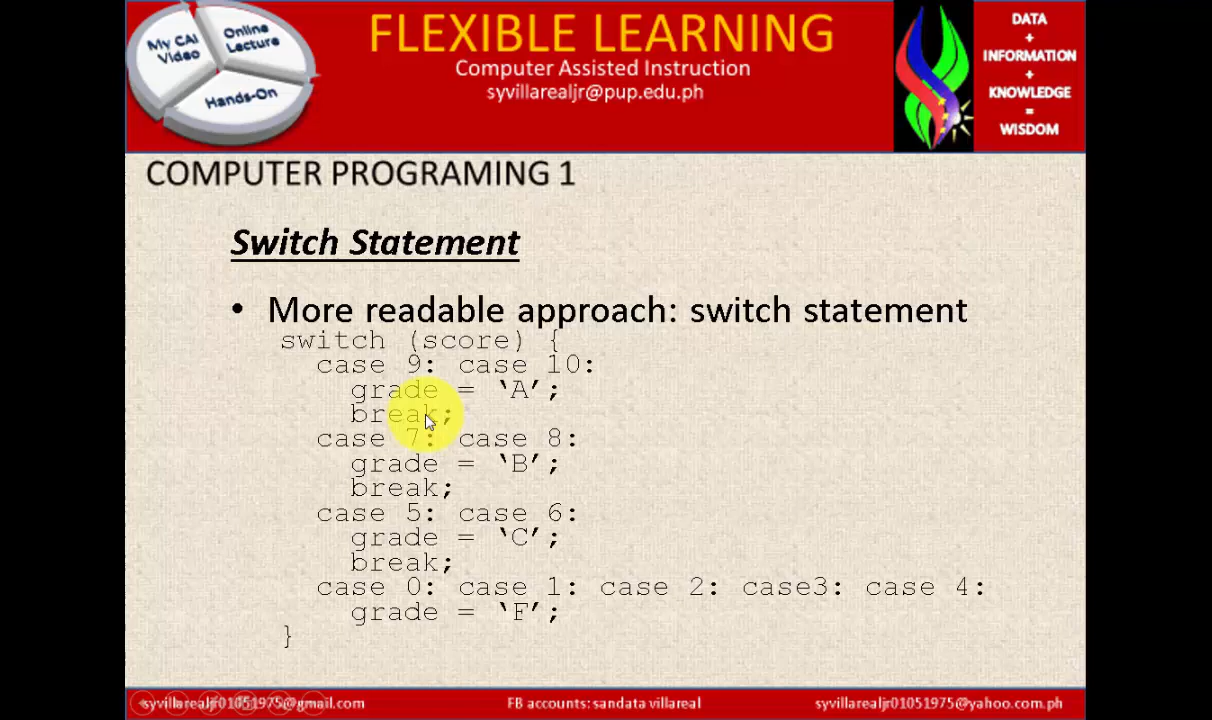 My CAI
Video
Online
Lecture
Hands-On
FLEXIBLE LEARNING
Computer Assisted Instruction
syvillarealjr@pup.edu.ph
DATA
+
INFORMATION
+
KNOWLEDGE
=
WISDOM
COMPUTER PROGRAMING 1
Switch Statement
• More readable approach: switch statement
switch (score) {
case 9: case 10:
grade = ‘A’;
break;
case 7: case 8:
grade = ‘B’;
break;
case 5: case 6:
grade = ‘C’;
break;
case 0: case 1: case 2: case3: case 4:
grade = ‘F’;
}
syvillarealjr01051975@gmail.com
FB accounts: sandata villareal
syvillarealjr01051975@yahoo.com.ph